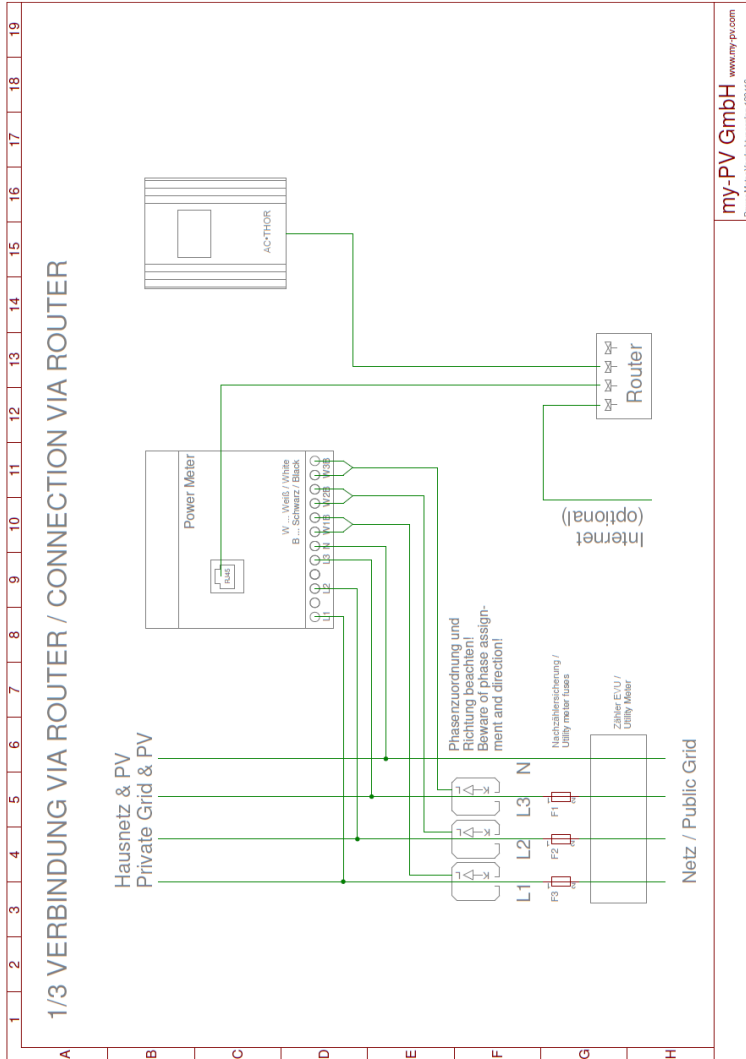 1 2 3 4 5 6 7 8 9 10 11 12 13 14 15 16 17 18 19
A
B
C
D
E
F
G
H
1/3 VERBINDUNG VIA ROUTER / CONNECTION VIA ROUTER
Hausnetz & PV
Private Grid & PV
Power Meter
RJ45
W ... Weiß / White
B ... Schwarz / Black
L1 L2 L3 N W1B W2B W3B
AC•THOR
Phasenzuordnung und
Richtung beachten!
Beware of phase assign-
ment and direction!
L1 L2 L3 N
Nachzählersicherung /
Utility meter fuses
F3 F2 F1
Zähler EVU /
Utility Meter
Netz / Public Grid
Internet
(optional)
Router
my-PV GmbH www.my-pv.com